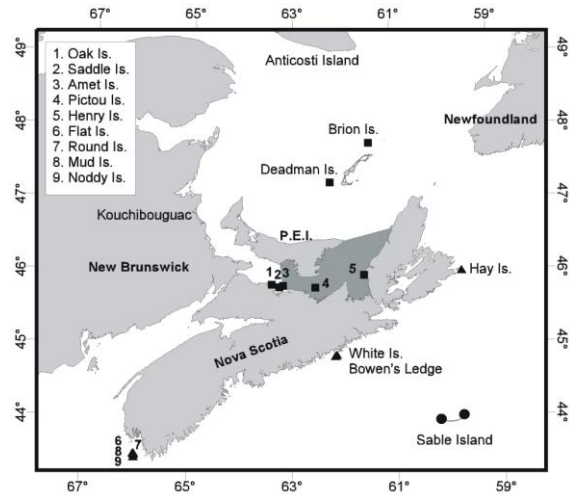 67° 65° 63° 61° 59°
1. Oak Is.
2. Saddle Is.
3. Amet Is.
4. Pictou Is.
5. Henry Is.
6. Flat Is.
7. Round Is.
8. Mud Is.
9. Noddy Is.
49° 49°
Anticosti Island
Newfoundland
48° 48°
Brion Is.
Deadman Is.
47° 47°
Kouchibouguac
P.E.I.
New Brunswick
1 2 3
4
5
Hay Is.
46° 46°
Nova Scotia
45° 45°
White Is.
Bowen's Ledge
44° 44°
Sable Island
6 7
8
9
67° 65° 63° 61° 59°